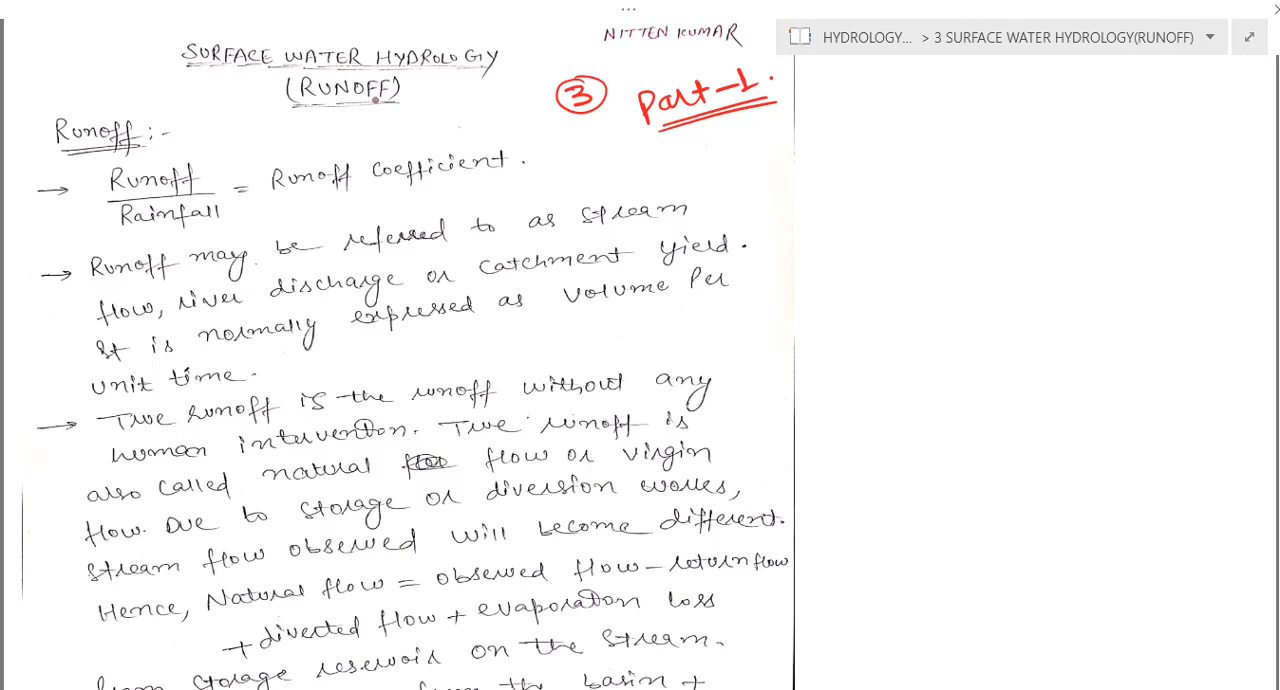 NITTEN KUMAR
HYDROLOGY... > 3 SURFACE WATER HYDROLOGY(RUNOFF)
SURFACE WATER HYDROLOGY
(RUNOFF)
3 Part-1.
Runoff :-
→ Runoff / Rainfall = Runoff coefficient.
→ Runoff may be referred to as stream
flow, river discharge or catchment yield.
It is normally expressed as volume per
unit time.
→ True runoff is the runoff without any
human intervention. True runoff is
also called natural flow or virgin
flow. Due to storage or diversion works,
stream flow observed will become different.
Hence, Natural flow = observed flow - return flow
+ diverted flow + evaporation loss
from storage reservoir on the stream.
from the basin +